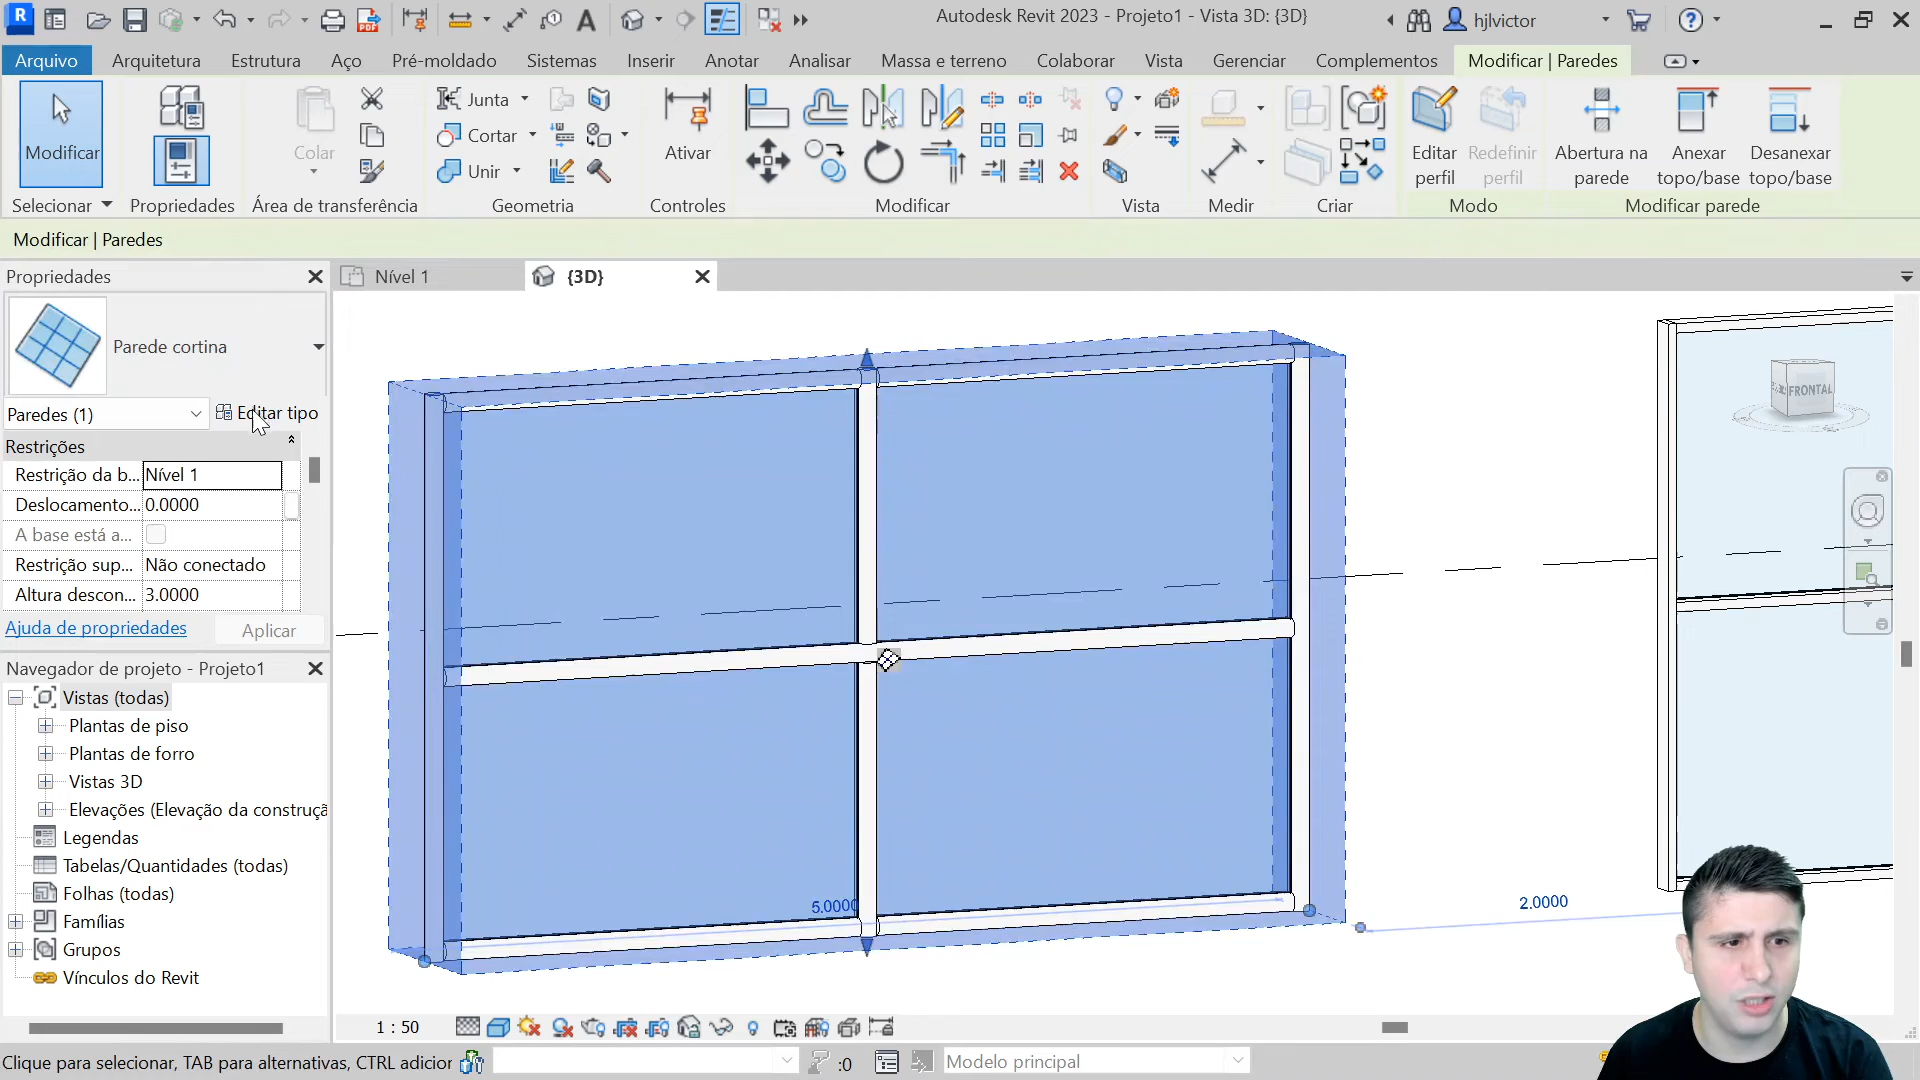 Autodesk Revit 2023 - Projeto1 - Vista 3D: {3D}
hjlvictor
Arquivo
Arquitetura
Estrutura
Aço
Pré-moldado
Sistemas
Inserir
Anotar
Analisar
Massa e terreno
Colaborar
Vista
Gerenciar
Complementos
Modificar | Paredes
Modificar
Colar
Junta
Cortar
Unir
Ativar
Editar perfil
Redefinir perfil
Abertura na parede
Anexar topo/base
Desanexar topo/base
Selecionar
Propriedades
Área de transferência
Geometria
Controles
Modificar
Vista
Medir
Criar
Modo
Modificar parede
Modificar | Paredes
Propriedades
Nível 1
{3D}
Parede cortina
Paredes (1)
Editar tipo
Restrições
Restrição da b... Nível 1
Deslocamento... 0.0000
A base está a...
Restrição sup... Não conectado
Altura descon... 3.0000
Ajuda de propriedades
Aplicar
Navegador de projeto - Projeto1
Vistas (todas)
Plantas de piso
Plantas de forro
Vistas 3D
Elevações (Elevação da construçã
Legendas
Tabelas/Quantidades (todas)
Folhas (todas)
Famílias
Grupos
Vínculos do Revit
FRONTAL
5.0000
2.0000
1 : 50
Clique para selecionar, TAB para alternativas, CTRL adicior
:0
Modelo principal